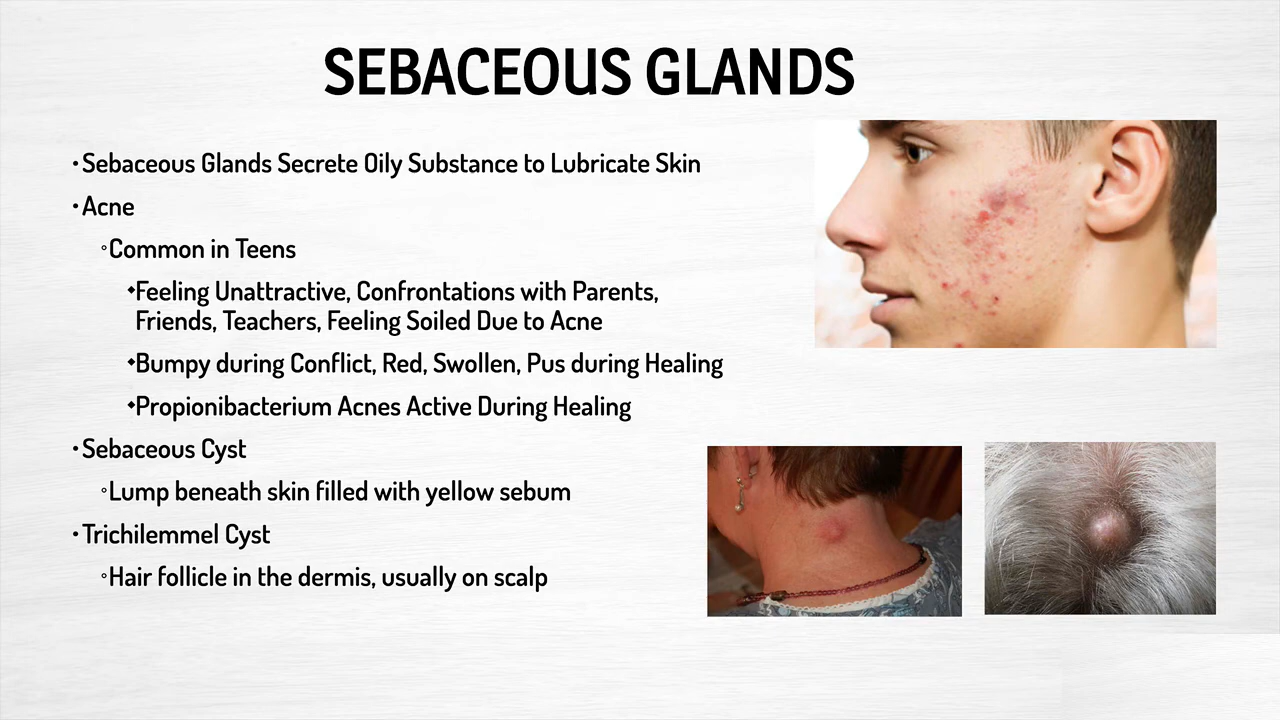 SEBACEOUS GLANDS
•Sebaceous Glands Secrete Oily Substance to Lubricate Skin
•Acne
◦Common in Teens
◆Feeling Unattractive, Confrontations with Parents,
Friends, Teachers, Feeling Soiled Due to Acne
◆Bumpy during Conflict, Red, Swollen, Pus during Healing
◆Propionibacterium Acnes Active During Healing
•Sebaceous Cyst
◦Lump beneath skin filled with yellow sebum
•Trichilemmel Cyst
◦Hair follicle in the dermis, usually on scalp